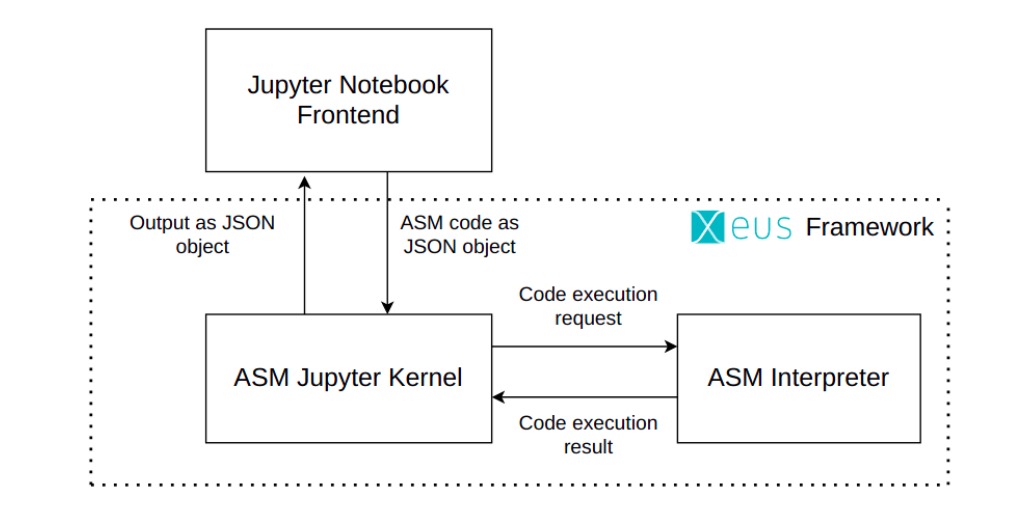 Jupyter Notebook
Frontend
Output as JSON
object
ASM code as
JSON object
Xeus Framework
Code execution
request
ASM Jupyter Kernel
ASM Interpreter
Code execution
result